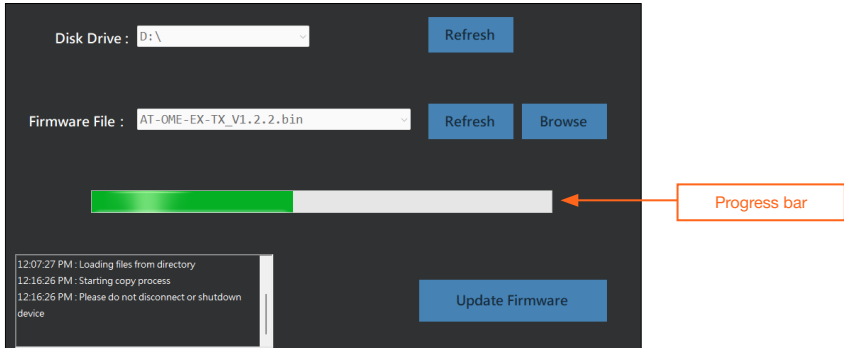 Disk Drive : D:\ Refresh
Firmware File : AT-OME-EX-TX_V1.2.2.bin Refresh Browse
Progress bar
12:07:27 PM : Loading files from directory
12:16:26 PM : Starting copy process
12:16:26 PM : Please do not disconnect or shutdown
device
Update Firmware